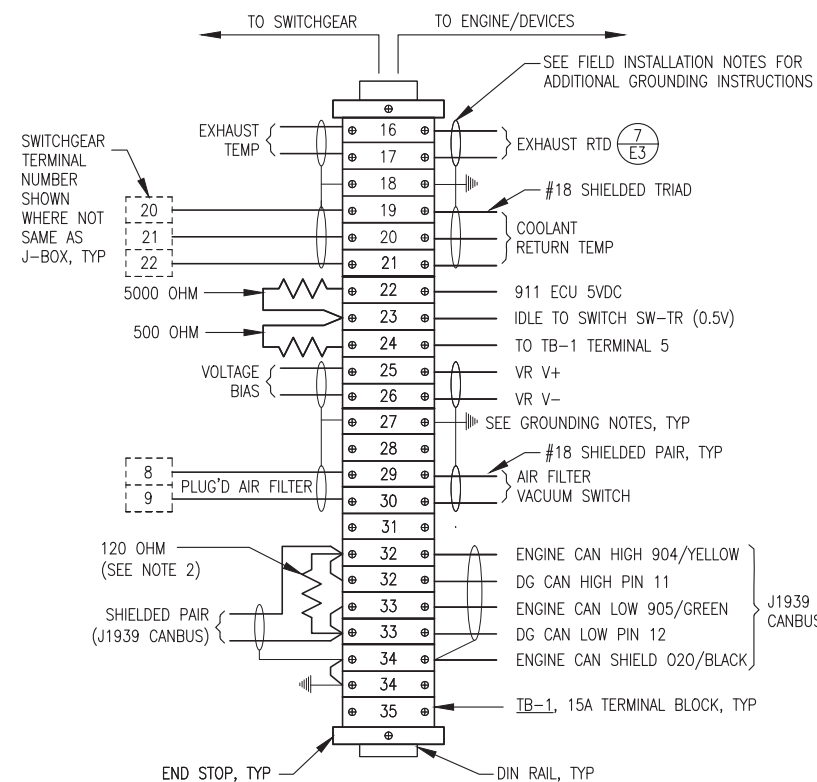 TO SWITCHGEAR
TO ENGINE/DEVICES
SEE FIELD INSTALLATION NOTES FOR
ADDITIONAL GROUNDING INSTRUCTIONS
EXHAUST
TEMP
16
17
EXHAUST RTD
7
E3
SWITCHGEAR
TERMINAL
NUMBER
SHOWN
WHERE NOT
SAME AS
J-BOX, TYP
18
#18 SHIELDED TRIAD
20
19
21
20
22
21
COOLANT
RETURN TEMP
5000 OHM
22
911 ECU 5VDC
23
IDLE TO SWITCH SW-TR (0.5V)
500 OHM
24
TO TB-1 TERMINAL 5
VOLTAGE
BIAS
25
VR V+
26
VR V-
27
SEE GROUNDING NOTES, TYP
28
#18 SHIELDED PAIR, TYP
8
9
PLUG'D AIR FILTER
29
30
AIR FILTER
VACUUM SWITCH
31
120 OHM
(SEE NOTE 2)
32
ENGINE CAN HIGH 904/YELLOW
32
DG CAN HIGH PIN 11
33
ENGINE CAN LOW 905/GREEN
SHIELDED PAIR
(J1939 CANBUS)
33
DG CAN LOW PIN 12
34
ENGINE CAN SHIELD 020/BLACK
J1939
CANBUS
34
35
TB-1, 15A TERMINAL BLOCK, TYP
END STOP, TYP
DIN RAIL, TYP